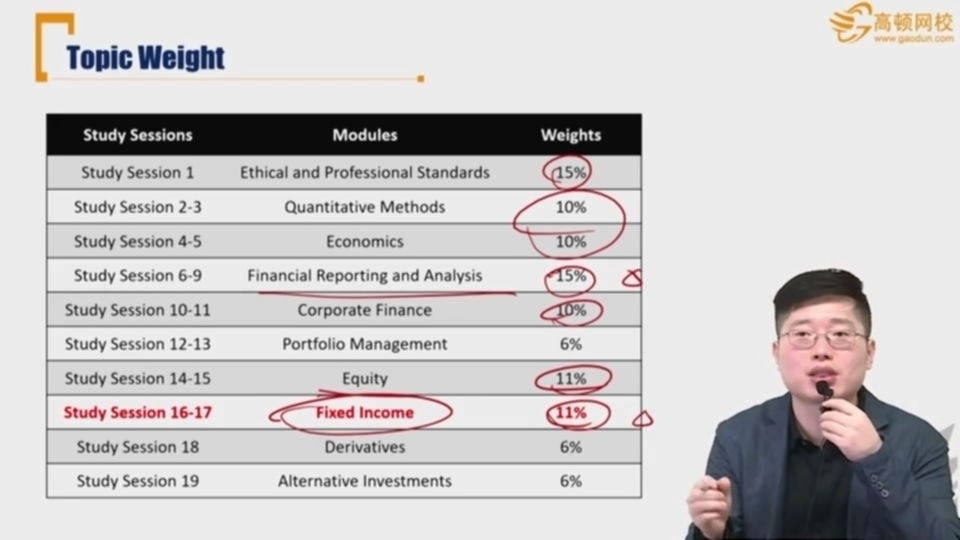 高顿网校
www.gaodun.com
Topic Weight
Study Sessions Modules Weights
Study Session 1 Ethical and Professional Standards 15%
Study Session 2-3 Quantitative Methods 10%
Study Session 4-5 Economics 10%
Study Session 6-9 Financial Reporting and Analysis 15%
Study Session 10-11 Corporate Finance 10%
Study Session 12-13 Portfolio Management 6%
Study Session 14-15 Equity 11%
Study Session 16-17 Fixed Income 11%
Study Session 18 Derivatives 6%
Study Session 19 Alternative Investments 6%